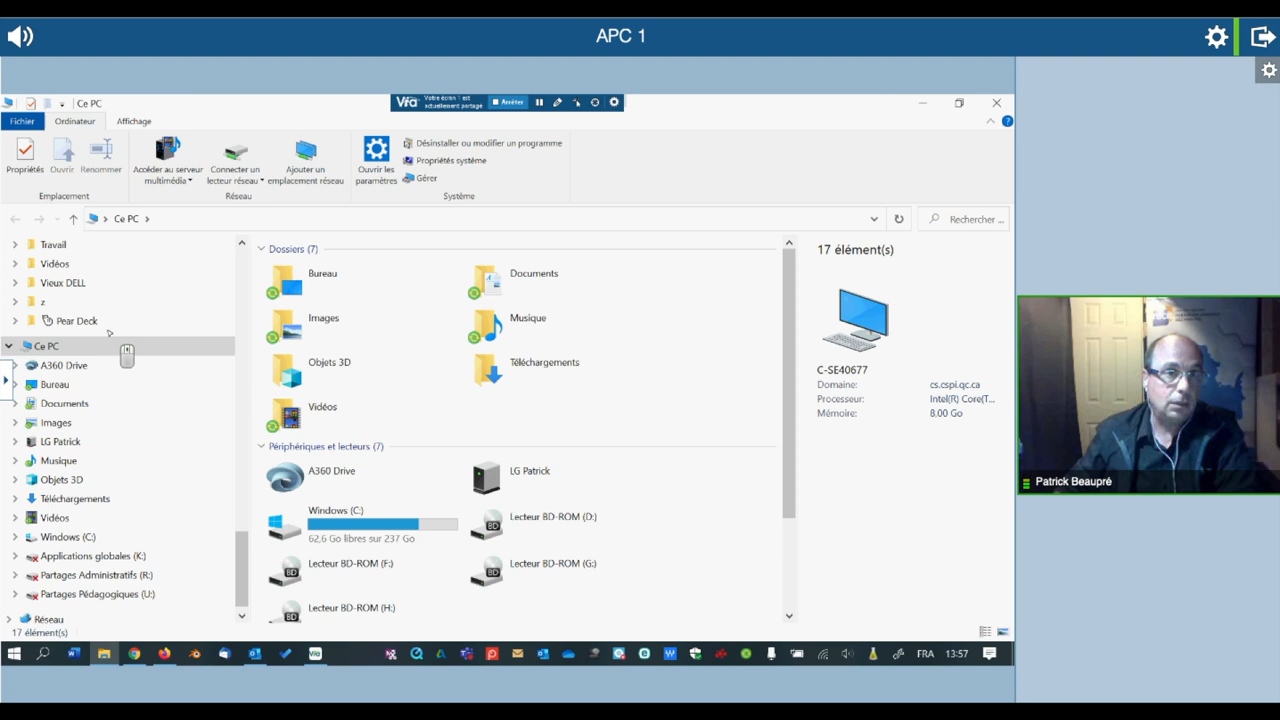 APC 1
Ce PC
Via Votre écran 1 est actuellement partagé Arrêter
Fichier Ordinateur Affichage
Propriétés Ouvrir Renommer
Emplacement
Accéder au serveur multimédia
Connecter un lecteur réseau
Ajouter un emplacement réseau
Réseau
Ouvrir les paramètres
Désinstaller ou modifier un programme
Propriétés système
Gérer
Système
Ce PC
Rechercher ...
Travail
Vidéos
Vieux DELL
z
Pear Deck
Ce PC
A360 Drive
Bureau
Documents
Images
LG Patrick
Musique
Objets 3D
Téléchargements
Vidéos
Windows (C:)
Applications globales (K:)
Partages Administratifs (R:)
Partages Pédagogiques (U:)
Réseau
17 élément(s)
Dossiers (7)
Bureau
Documents
Images
Musique
Objets 3D
Téléchargements
Vidéos
Périphériques et lecteurs (7)
A360 Drive
LG Patrick
Windows (C:)
62,6 Go libres sur 237 Go
Lecteur BD-ROM (D:)
Lecteur BD-ROM (F:)
Lecteur BD-ROM (G:)
Lecteur BD-ROM (H:)
17 élément(s)
C-SE40677
Domaine: cs.cspi.qc.ca
Processeur: Intel(R) Core(T...
Mémoire: 8,00 Go
Patrick Beaupré
FRA 13:57